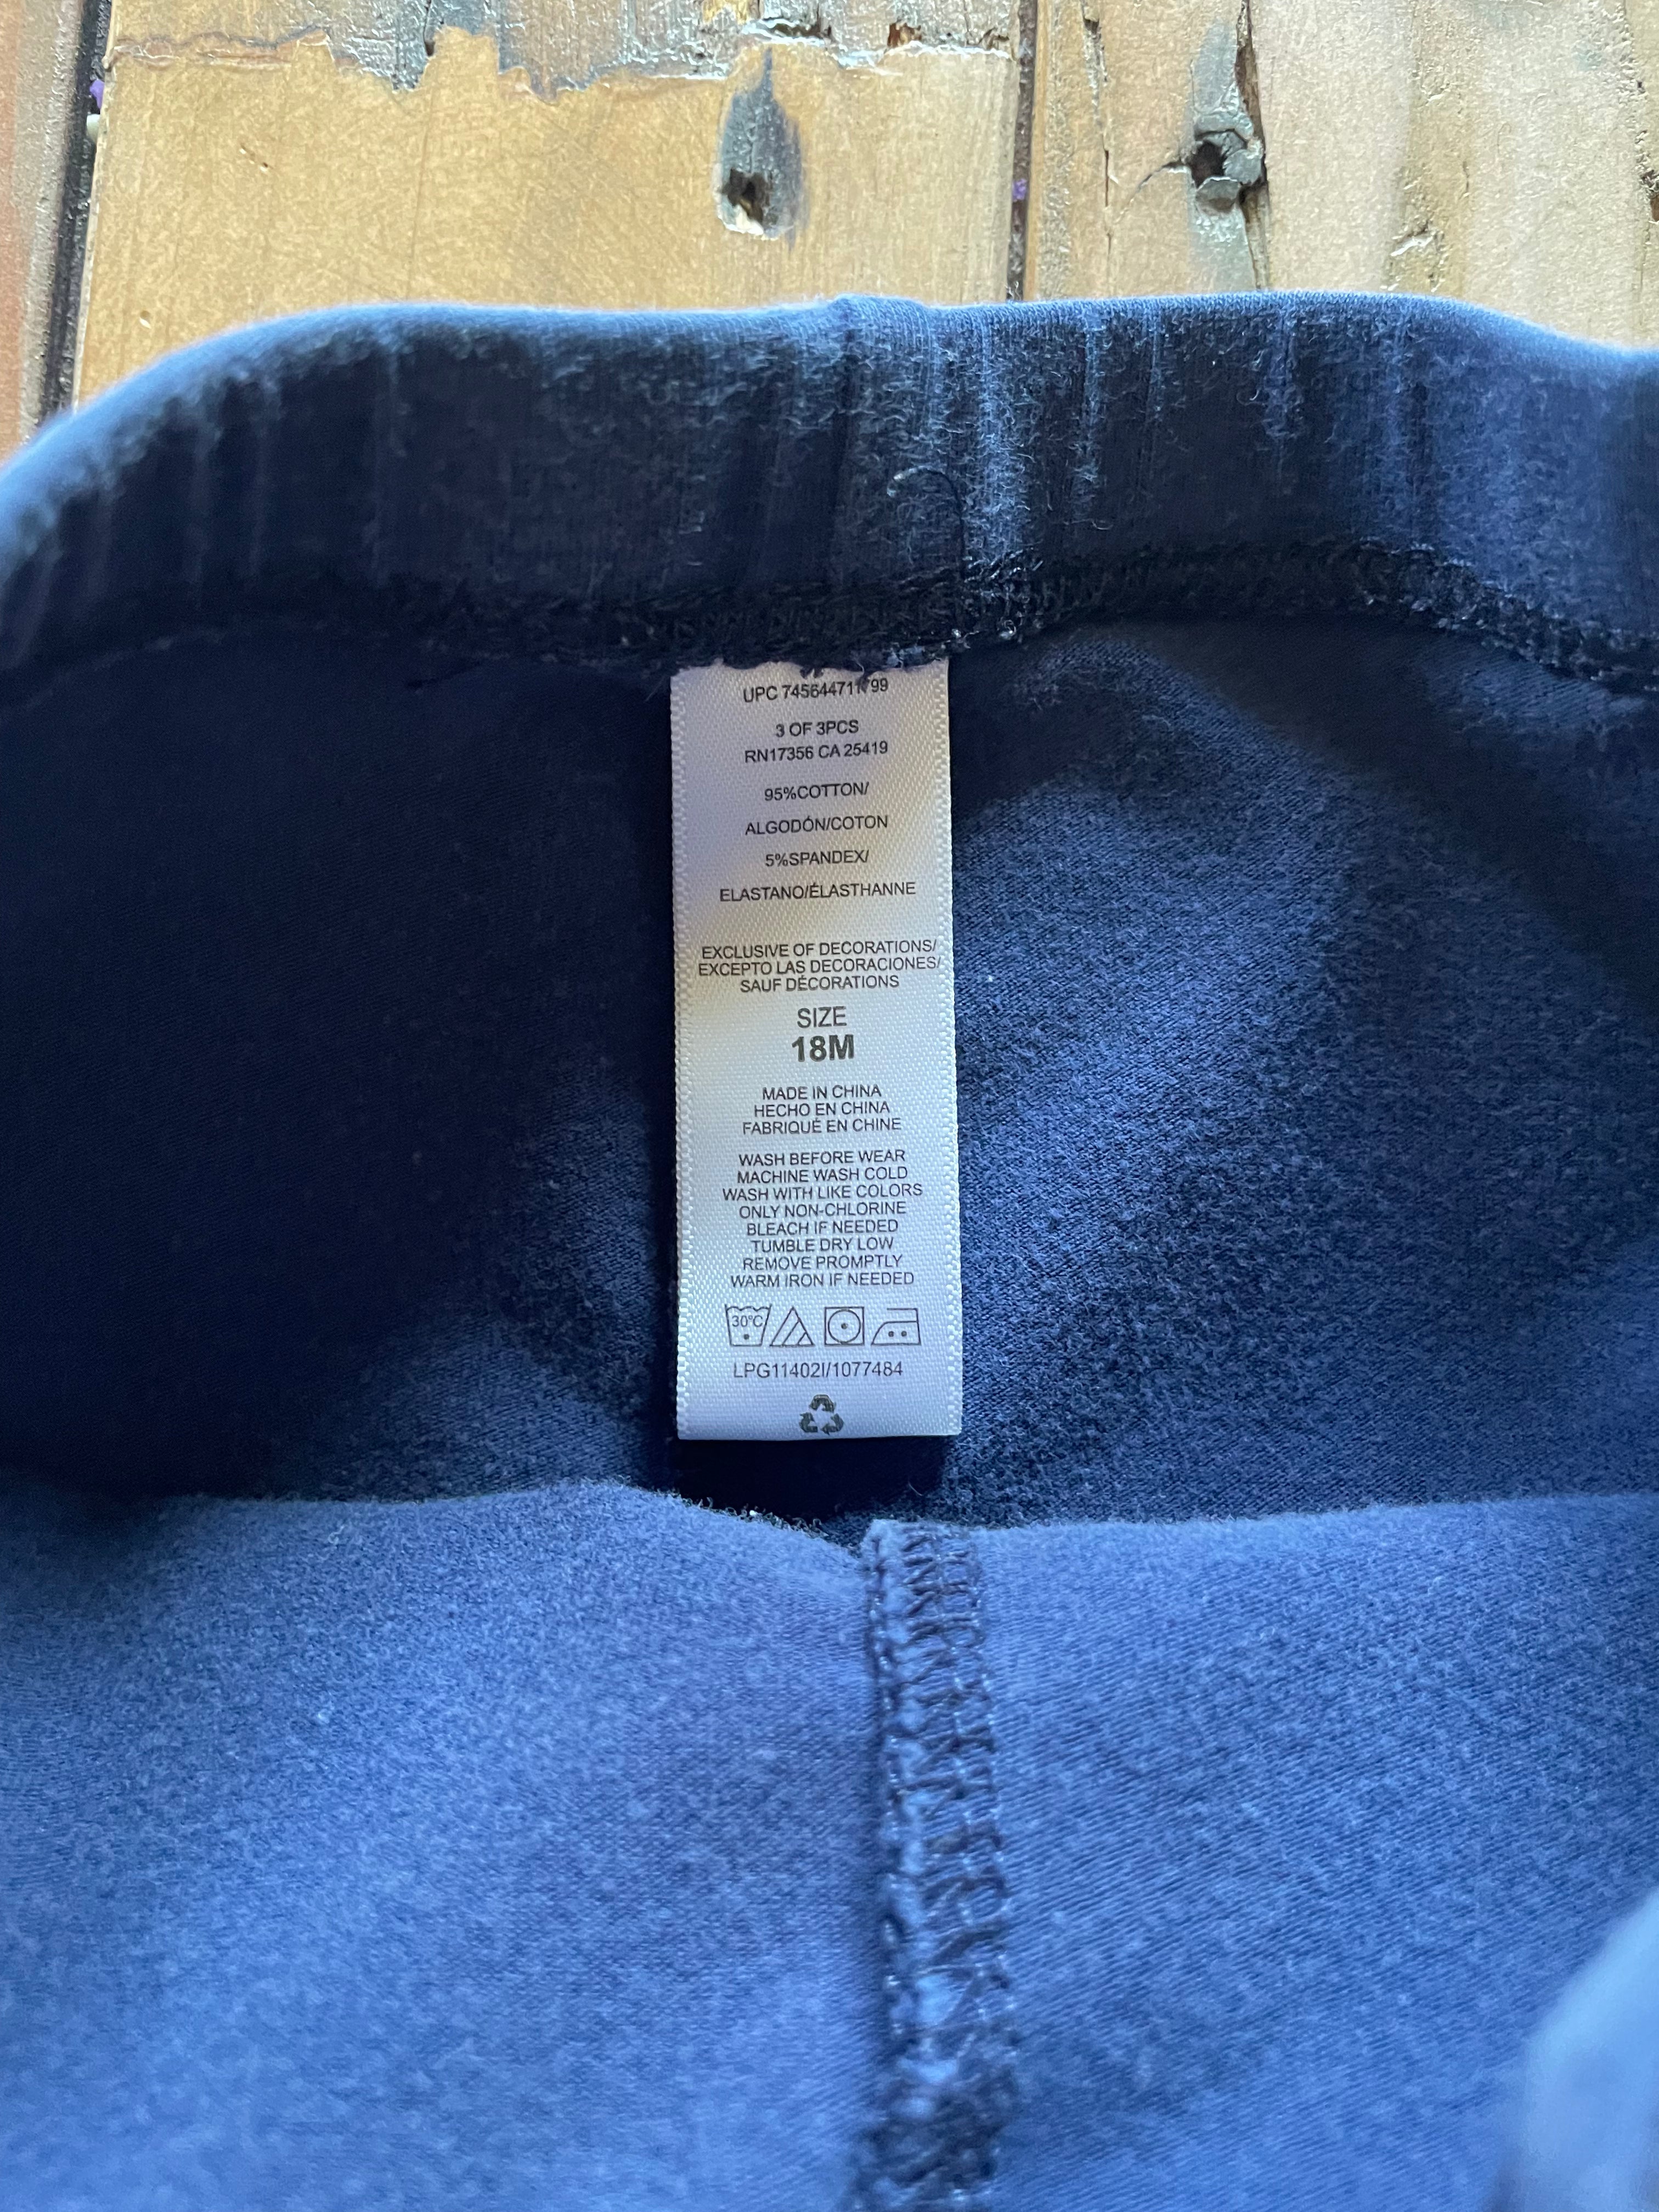 UPC 745644711799
3 OF 3PCS
RN17356 CA 25419
95%COTTON/
ALGODÓN/COTON
5%SPANDEX/
ELASTANO/ÉLASTHANNE
EXCLUSIVE OF DECORATIONS/
EXCEPTO LAS DECORACIONES/
SAUF DÉCORATIONS
SIZE
18M
MADE IN CHINA
HECHO EN CHINA
FABRIQUÉ EN CHINE
WASH BEFORE WEAR
MACHINE WASH COLD
WASH WITH LIKE COLORS
ONLY NON-CHLORINE
BLEACH IF NEEDED
TUMBLE DRY LOW
REMOVE PROMPTLY
WARM IRON IF NEEDED
30°C
LPG11402I/1077484